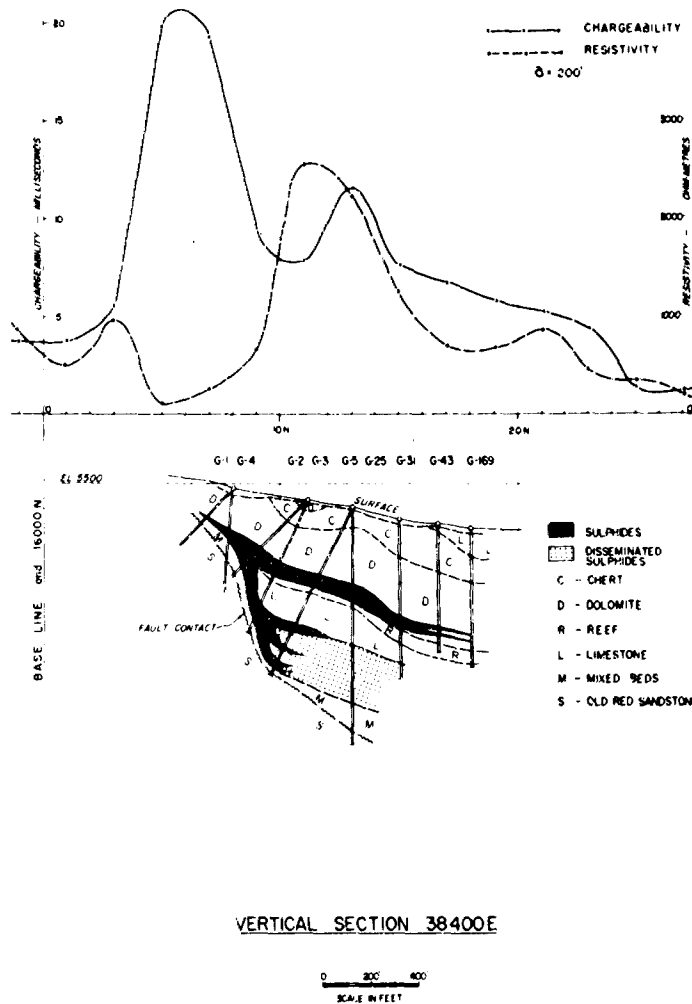 CHARGEABILITY
RESISTIVITY
a = 200'
20
15
10
5
0
CHARGEABILITY - MILLISECONDS
3000
1000
0
RESISTIVITY - OHM-METRES
10N
20N
G-1 G-4 G-2 G-3 G-5 G-25 G-31 G-43 G-169
EL 5500
SURFACE
D C C C L L
D D D C
S M L L L R D R
FAULT CONTACT
S M S M
BASE LINE and 16000 N
SULPHIDES
DISSEMINATED
SULPHIDES
C - CHERT
D - DOLOMITE
R - REEF
L - LIMESTONE
M - MIXED BEDS
S - OLD RED SANDSTON
VERTICAL SECTION 38400E
0 200' 400
SCALE IN FEET